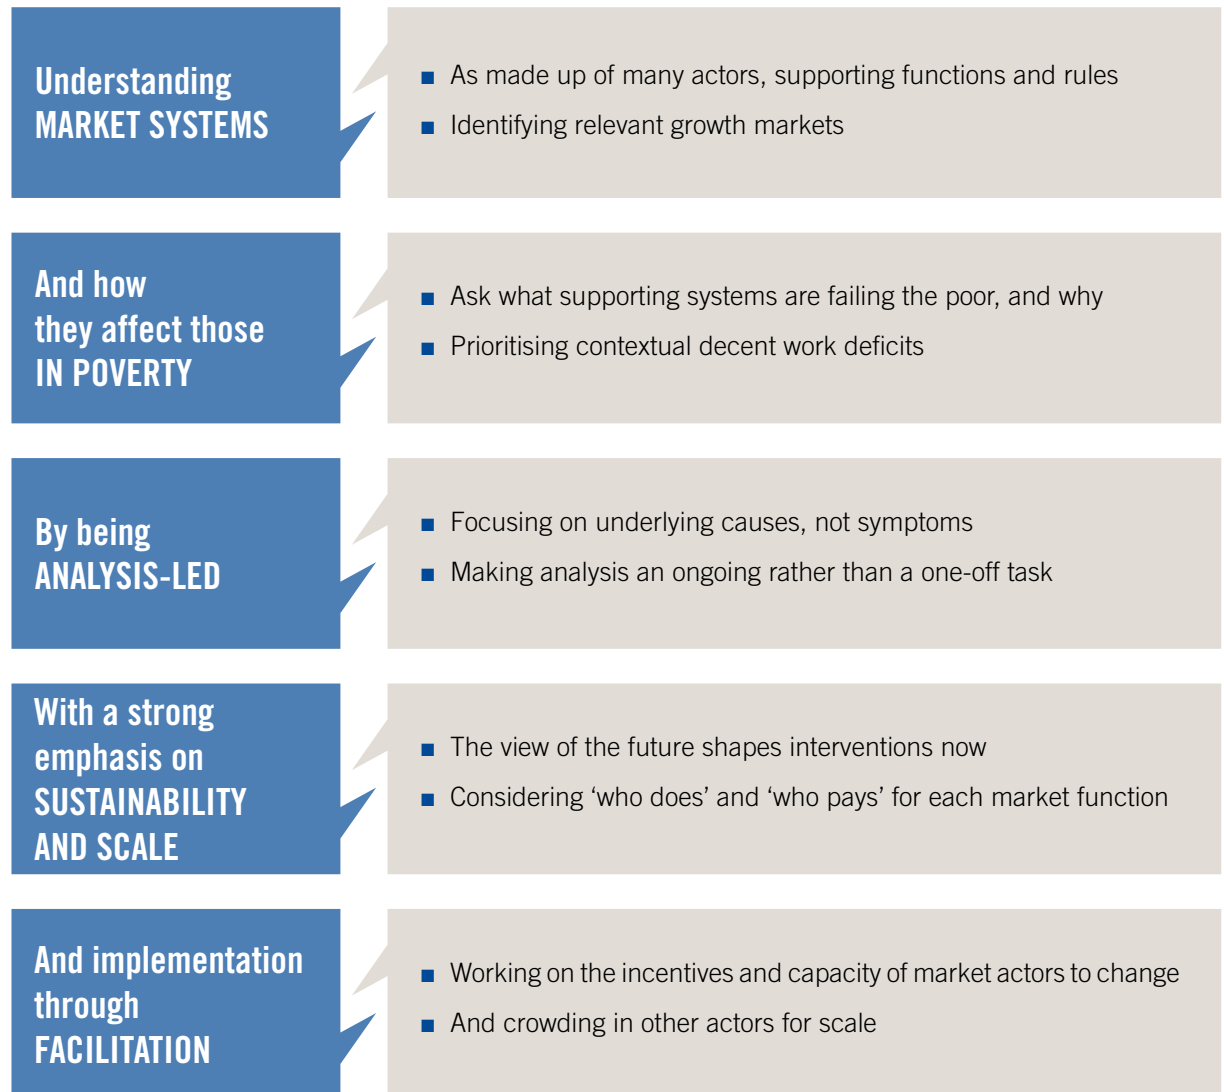 Understanding
MARKET SYSTEMS
■ As made up of many actors, supporting functions and rules
■ Identifying relevant growth markets
And how
they affect those
IN POVERTY
■ Ask what supporting systems are failing the poor, and why
■ Prioritising contextual decent work deficits
By being
ANALYSIS-LED
■ Focusing on underlying causes, not symptoms
■ Making analysis an ongoing rather than a one-off task
With a strong
emphasis on
SUSTAINABILITY
AND SCALE
■ The view of the future shapes interventions now
■ Considering ‘who does’ and ‘who pays’ for each market function
And implementation
through
FACILITATION
■ Working on the incentives and capacity of market actors to change
■ And crowding in other actors for scale